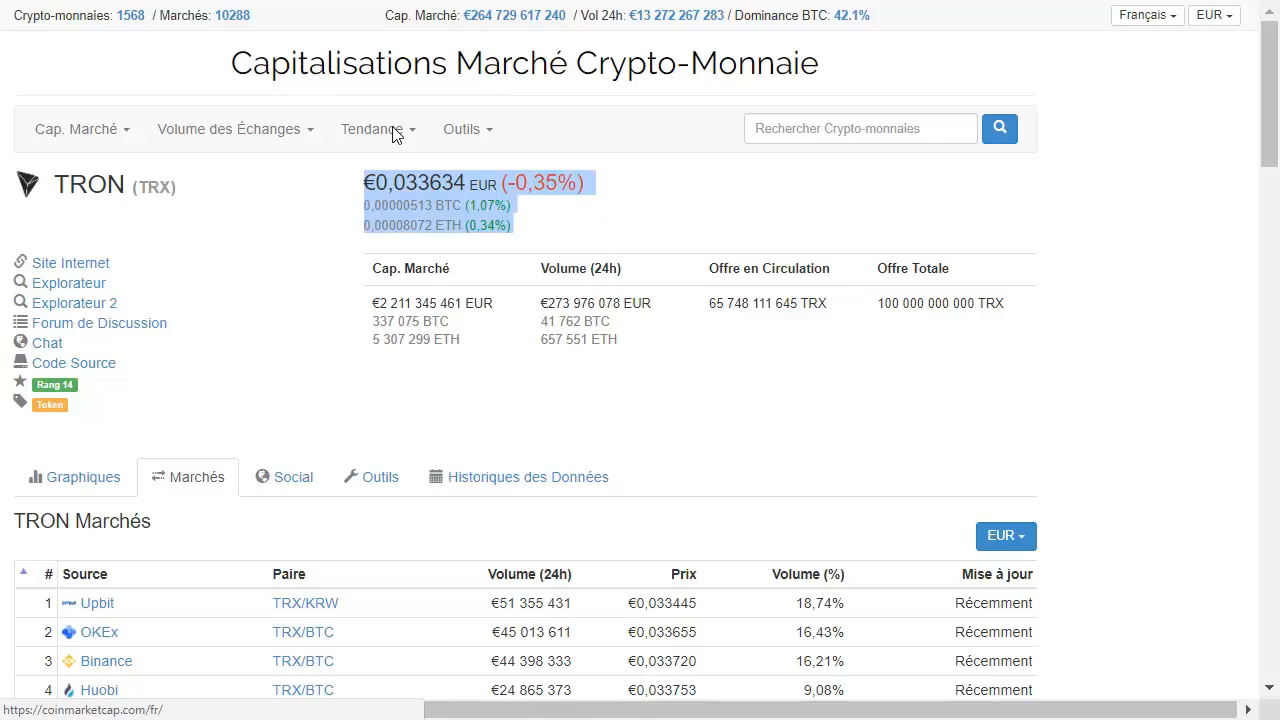 Crypto-monnaies: 1568 / Marchés: 10288 Cap. Marché: €264 729 617 240 / Vol 24h: €13 272 267 283 / Dominance BTC: 42.1% Français EUR
Capitalisations Marché Crypto-Monnaie
Cap. Marché Volume des Échanges Tendance Outils Rechercher Crypto-monnaies
TRON (TRX) €0,033634 EUR (-0,35%)
0,00000513 BTC (1,07%)
0,00008072 ETH (0,34%)
Site Internet
Explorateur
Explorateur 2
Forum de Discussion
Chat
Code Source
Rang 14
Token
Cap. Marché Volume (24h) Offre en Circulation Offre Totale
€2 211 345 461 EUR €273 976 078 EUR 65 748 111 645 TRX 100 000 000 000 TRX
337 075 BTC 41 762 BTC
5 307 299 ETH 657 551 ETH
Graphiques Marchés Social Outils Historiques des Données
TRON Marchés
EUR
# Source Paire Volume (24h) Prix Volume (%) Mise à jour
1 Upbit TRX/KRW €51 355 431 €0,033445 18,74% Récemment
2 OKEx TRX/BTC €45 013 611 €0,033655 16,43% Récemment
3 Binance TRX/BTC €44 398 333 €0,033720 16,21% Récemment
4 Huobi TRX/BTC €24 865 373 €0,033753 9,08% Récemment
https://coinmarketcap.com/fr/